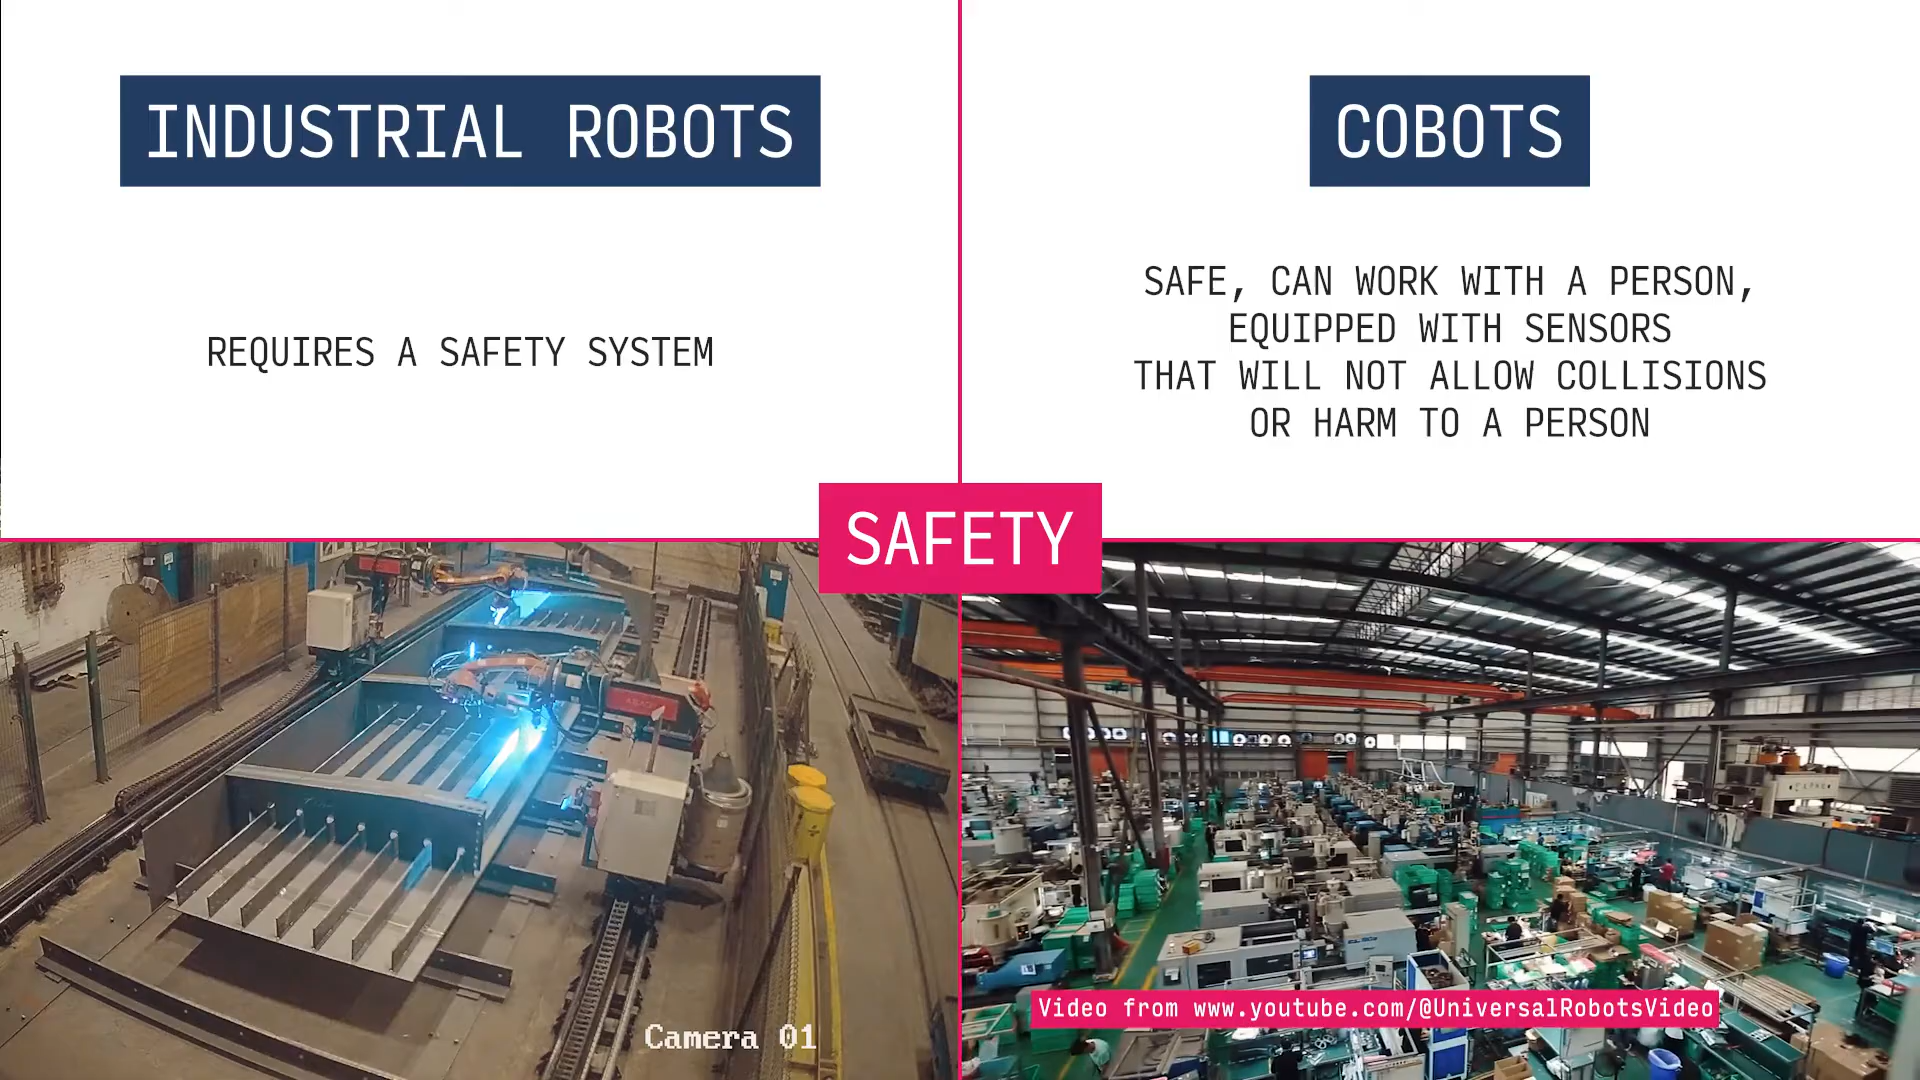 INDUSTRIAL ROBOTS
REQUIRES A SAFETY SYSTEM
COBOTS
SAFE, CAN WORK WITH A PERSON,
EQUIPPED WITH SENSORS
THAT WILL NOT ALLOW COLLISIONS
OR HARM TO A PERSON
SAFETY
Camera 01
Video from www.youtube.com/@UniversalRobotsVideo